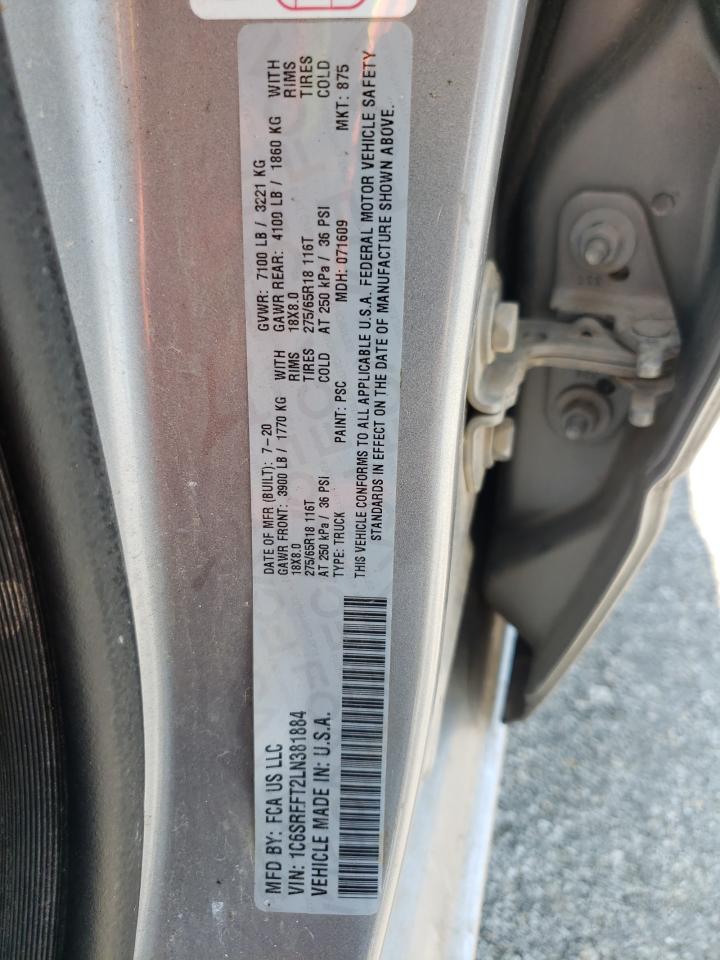 MFD BY: FCA US LLC
VIN: 1C6SRFFT2LN381884
VEHICLE MADE IN: U.S.A.
DATE OF MFR (BUILT): 7-20 GVWR: 7100 LB / 3221 KG
GAWR FRONT: 3900 LB / 1770 KG WITH GAWR REAR: 4100 LB / 1860 KG WITH
18X8.0 RIMS 18X8.0 RIMS
275/65R18 116T TIRES 275/65R18 116T TIRES
AT 250 kPa / 36 PSI COLD AT 250 kPa / 36 PSI COLD
TYPE: TRUCK PAINT: PSC MDH: 071609 MKT: 875
THIS VEHICLE CONFORMS TO ALL APPLICABLE U.S.A. FEDERAL MOTOR VEHICLE SAFETY
STANDARDS IN EFFECT ON THE DATE OF MANUFACTURE SHOWN ABOVE.